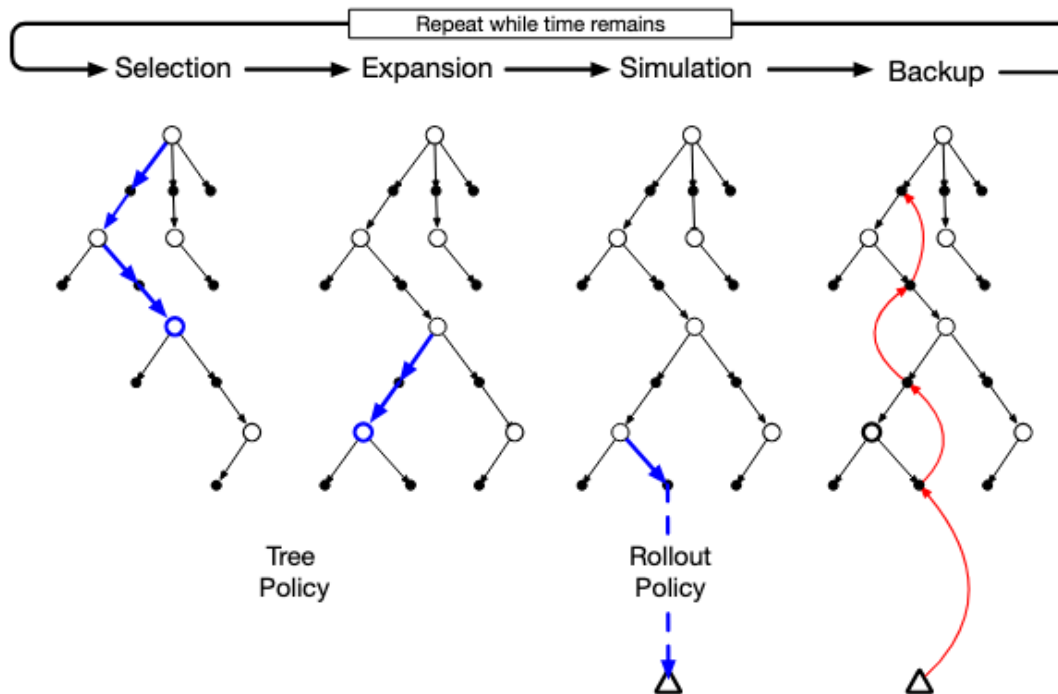 Repeat while time remains
Selection
Expansion
Simulation
Backup
Tree
Policy
Rollout
Policy